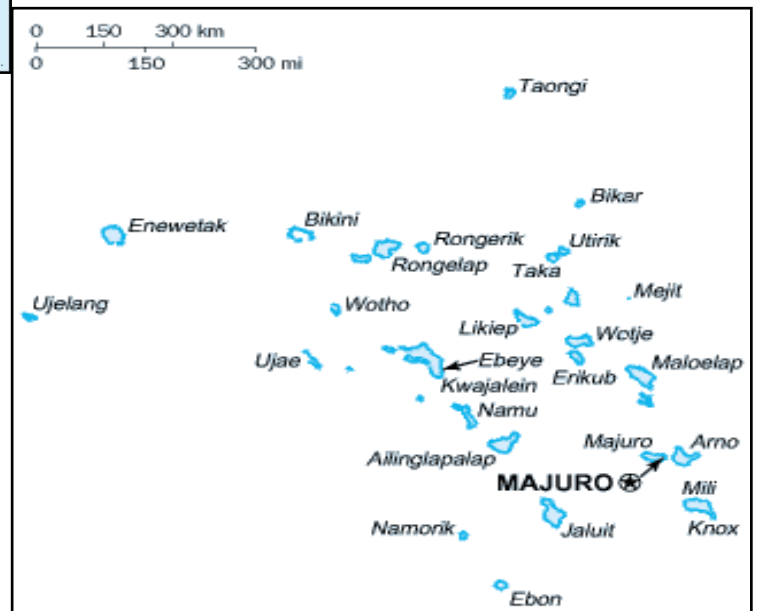 0 150 300 km
0 150 300 mi
Taongi
Bikar
Enewetak
Bikini
Rongerik
Utirik
Rongelap
Taka
Mejit
Ujelang
Wotho
Likiep
Wotje
Ujae
Ebeye
Maloelap
Erikub
Kwajalein
Namu
Majuro
Arno
Ailinglapalap
MAJURO
Mili
Namorik
Jaluit
Knox
Ebon